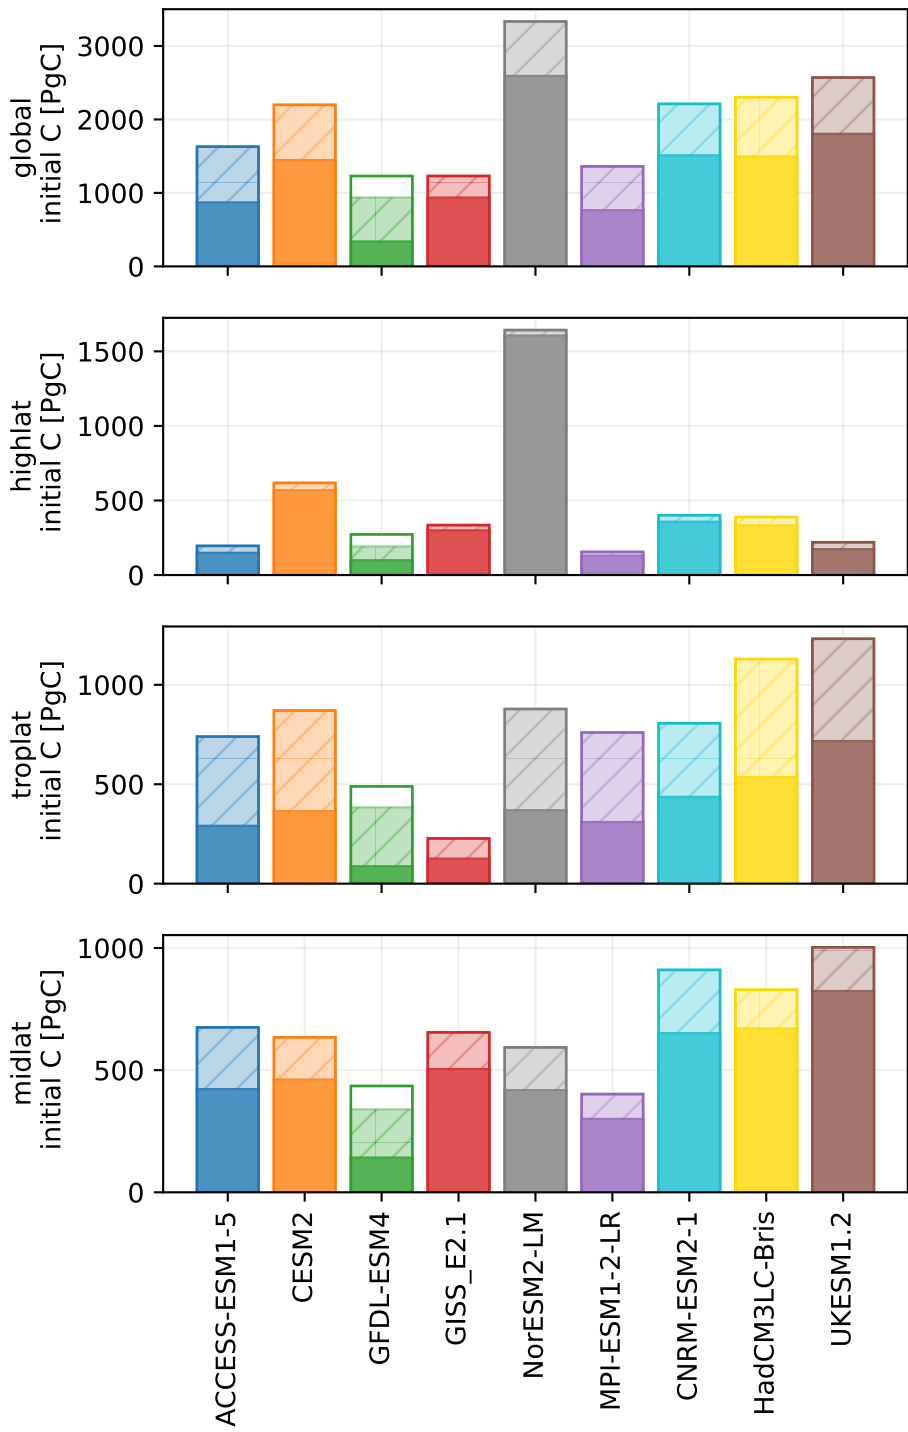 global
initial C [PgC]
3000
2000
1000
0
highlat
initial C [PgC]
1500
1000
500
0
troplat
initial C [PgC]
1000
500
0
midlat
initial C [PgC]
1000
500
0
ACCESS-ESM1-5
CESM2
GFDL-ESM4
GISS_E2.1
NorESM2-LM
MPI-ESM1-2-LR
CNRM-ESM2-1
HadCM3LC-Bris
UKESM1.2